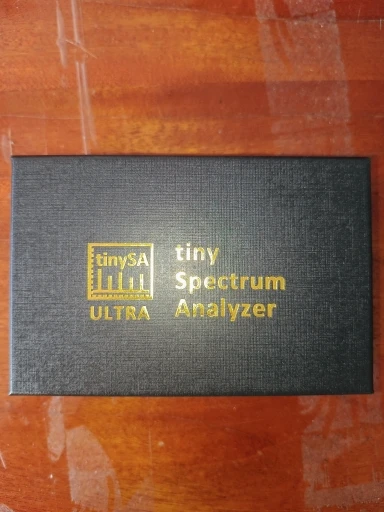 tinySA
ULTRA
tiny
Spectrum
Analyzer